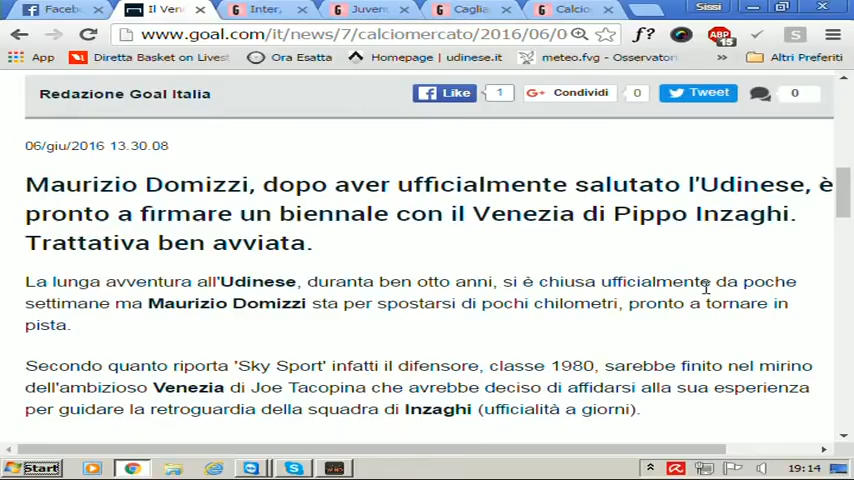 Faceb
Il Ven
Inter,
Juvent
Caglia
Calcio
Sissi
www.goal.com/it/news/7/calciomercato/2016/06/0
f?
ABP
15
S
App
Diretta Basket on Livest
Ora Esatta
Homepage | udinese.it
meteo.fvg - Osservator
»
Altri Preferiti
Redazione Goal Italia
Like
1
G+ Condividi
0
Tweet
0
06/giu/2016 13.30.08
Maurizio Domizzi, dopo aver ufficialmente salutato l'Udinese, è
pronto a firmare un biennale con il Venezia di Pippo Inzaghi.
Trattativa ben avviata.
La lunga avventura all'Udinese, duranta ben otto anni, si è chiusa ufficialmente da poche
settimane ma Maurizio Domizzi sta per spostarsi di pochi chilometri, pronto a tornare in
pista.
Secondo quanto riporta 'Sky Sport' infatti il difensore, classe 1980, sarebbe finito nel mirino
dell'ambizioso Venezia di Joe Tacopina che avrebbe deciso di affidarsi alla sua esperienza
per guidare la retroguardia della squadra di Inzaghi (ufficialità a giorni).
Start
19:14